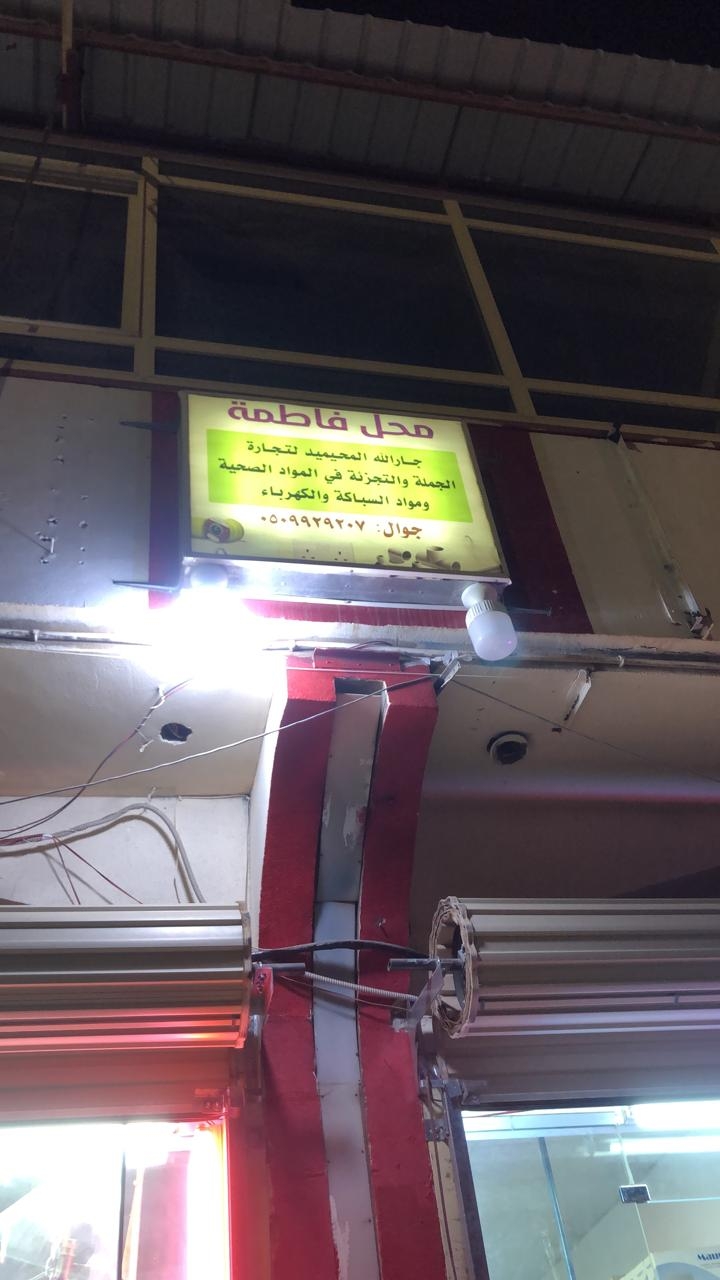 محل فاطمة
جارالله المحيميد لتجارة
الجملة والتجزئة في المواد الصحية
ومواد السباكة والكهرباء
جوال: ٠٥٠٩٩٢٩٢٠٧